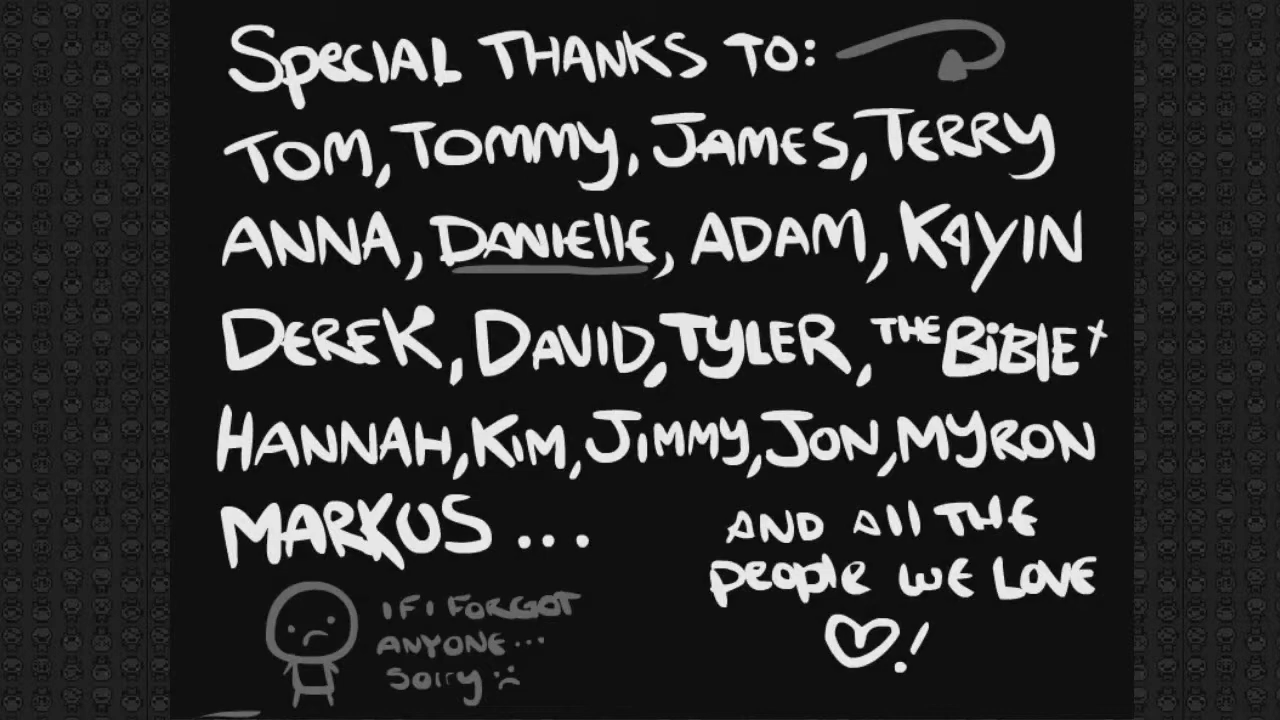 SpeciAL THANKS TO:
TOM, TOMMY, JAMES, TERRY
ANNA, DANIElle, ADAM, KAYIN
DEREK, DAVID, TYLER, THE BiBLE
HANNAH, KiM, JiMMY, JON, MYRON
MARKUS ...
AND All THE
people WE LOVE
♡!
IF I FORGOT
ANYONE...
Sorry :(